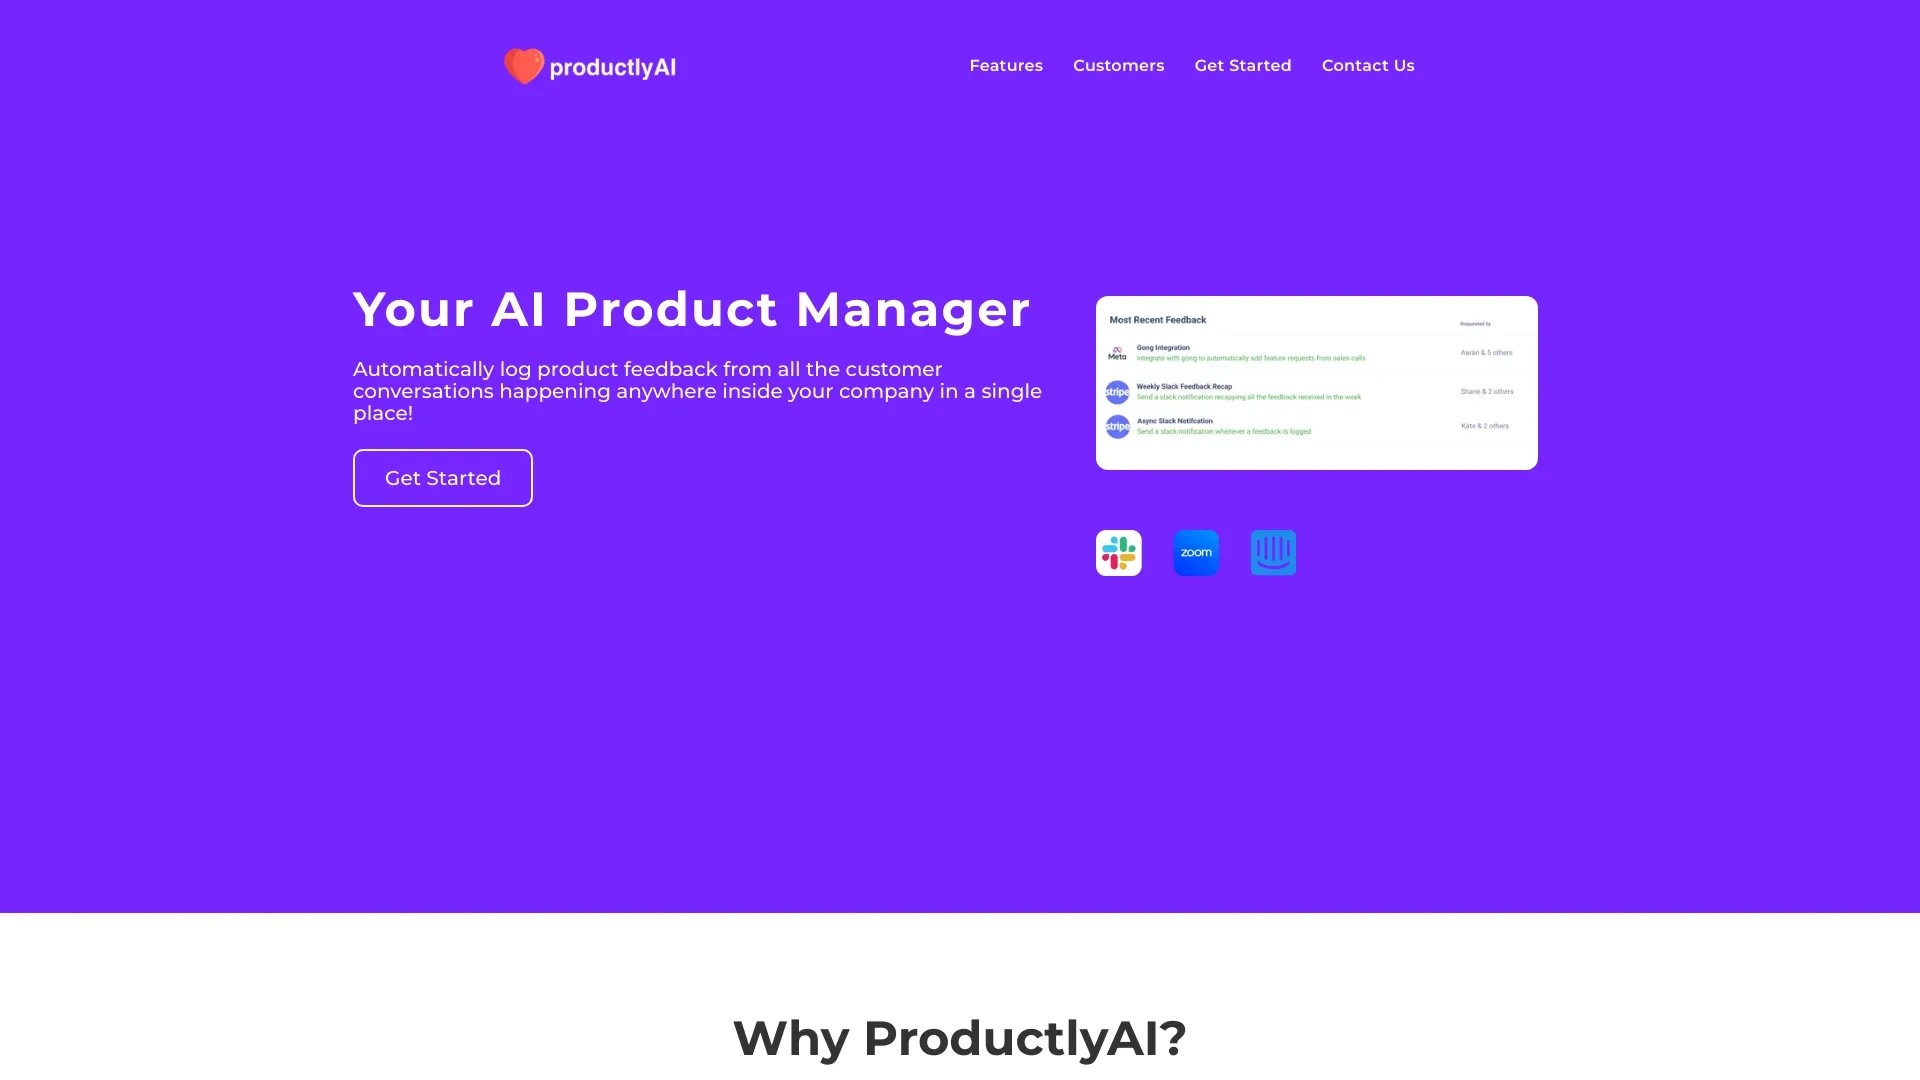 productlyAI
Features
Customers
Get Started
Contact Us
Your AI Product Manager
Automatically log product feedback from all the customer
conversations happening anywhere inside your company in a single
place!
Get Started
Most Recent Feedback
Requested by
Meta
Gong Integration
Integrate with gong to automatically add feature requests from sales calls
Aaran & 5 others
stripe
Weekly Slack Feedback Recap
Send a slack notification recapping all the feedback received in the week
Shane & 2 others
stripe
Async Slack Notifcation
Send a slack notification whenever a feedback is logged
Kate & 2 others
zoom
Why ProductlyAI?